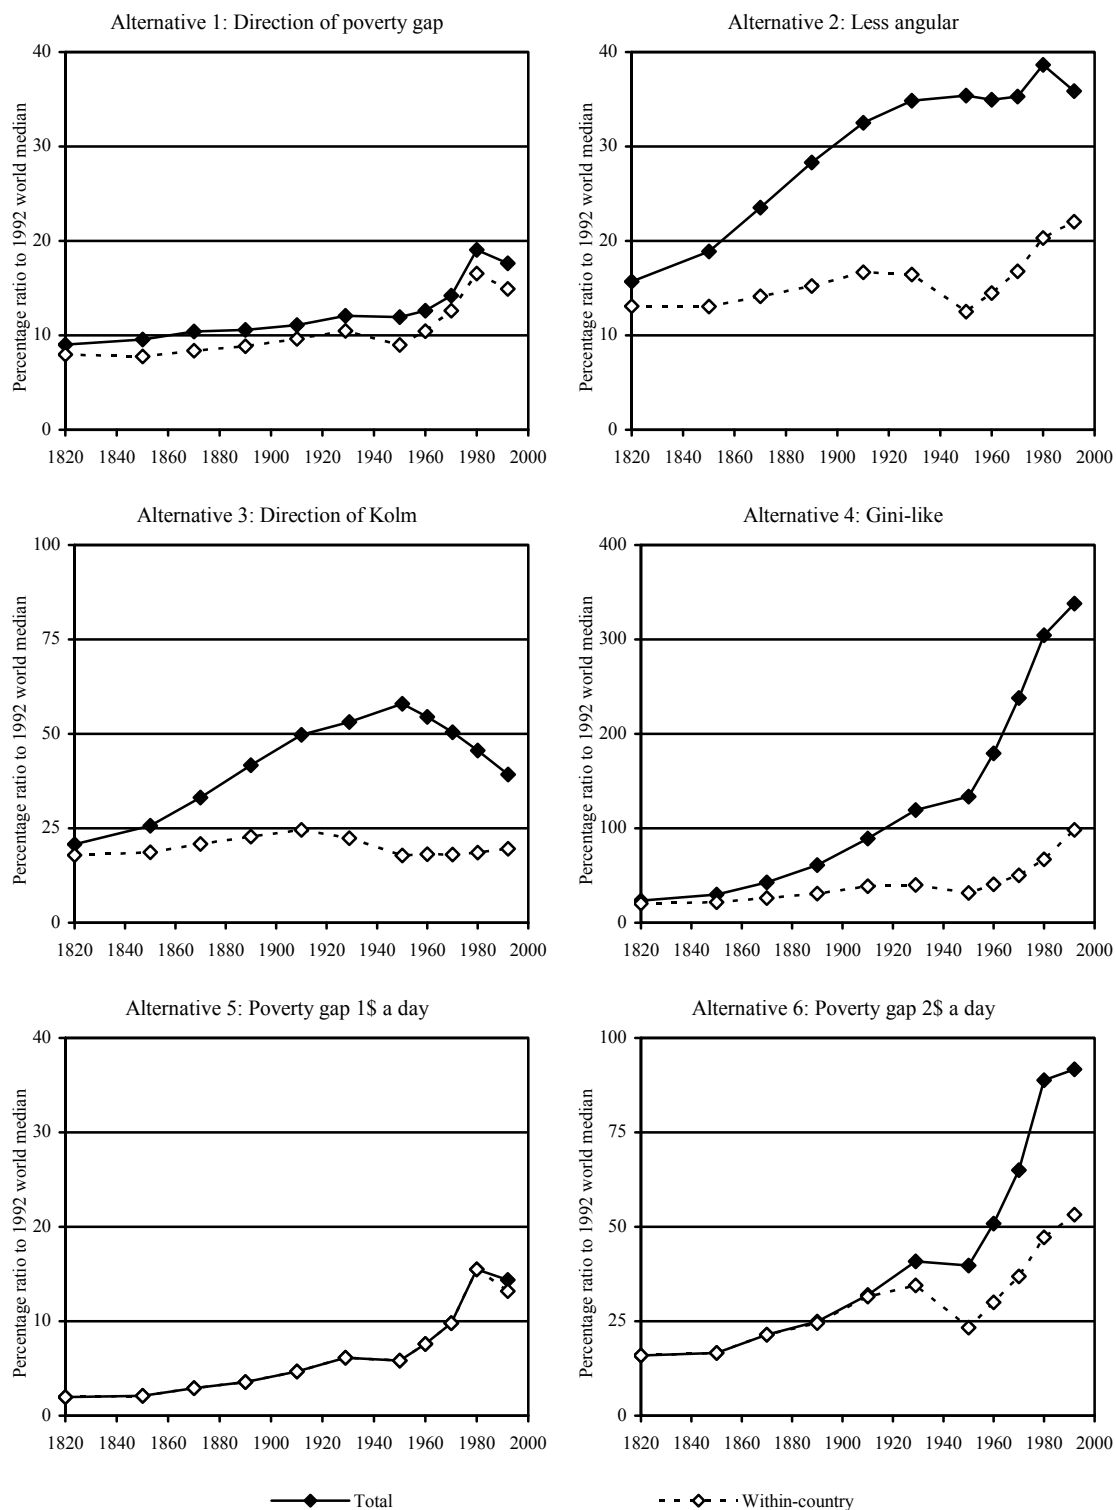 Alternative 1: Direction of poverty gap
Percentage ratio to 1992 world median
40
30
20
10
0
1820 1840 1860 1880 1900 1920 1940 1960 1980 2000
Alternative 2: Less angular
Percentage ratio to 1992 world median
40
30
20
10
0
1820 1840 1860 1880 1900 1920 1940 1960 1980 2000
Alternative 3: Direction of Kolm
Percentage ratio to 1992 world median
100
75
50
25
0
1820 1840 1860 1880 1900 1920 1940 1960 1980 2000
Alternative 4: Gini-like
Percentage ratio to 1992 world median
400
300
200
100
0
1820 1840 1860 1880 1900 1920 1940 1960 1980 2000
Alternative 5: Poverty gap 1$ a day
Percentage ratio to 1992 world median
40
30
20
10
0
1820 1840 1860 1880 1900 1920 1940 1960 1980 2000
Alternative 6: Poverty gap 2$ a day
Percentage ratio to 1992 world median
100
75
50
25
0
1820 1840 1860 1880 1900 1920 1940 1960 1980 2000
Total
Within-country